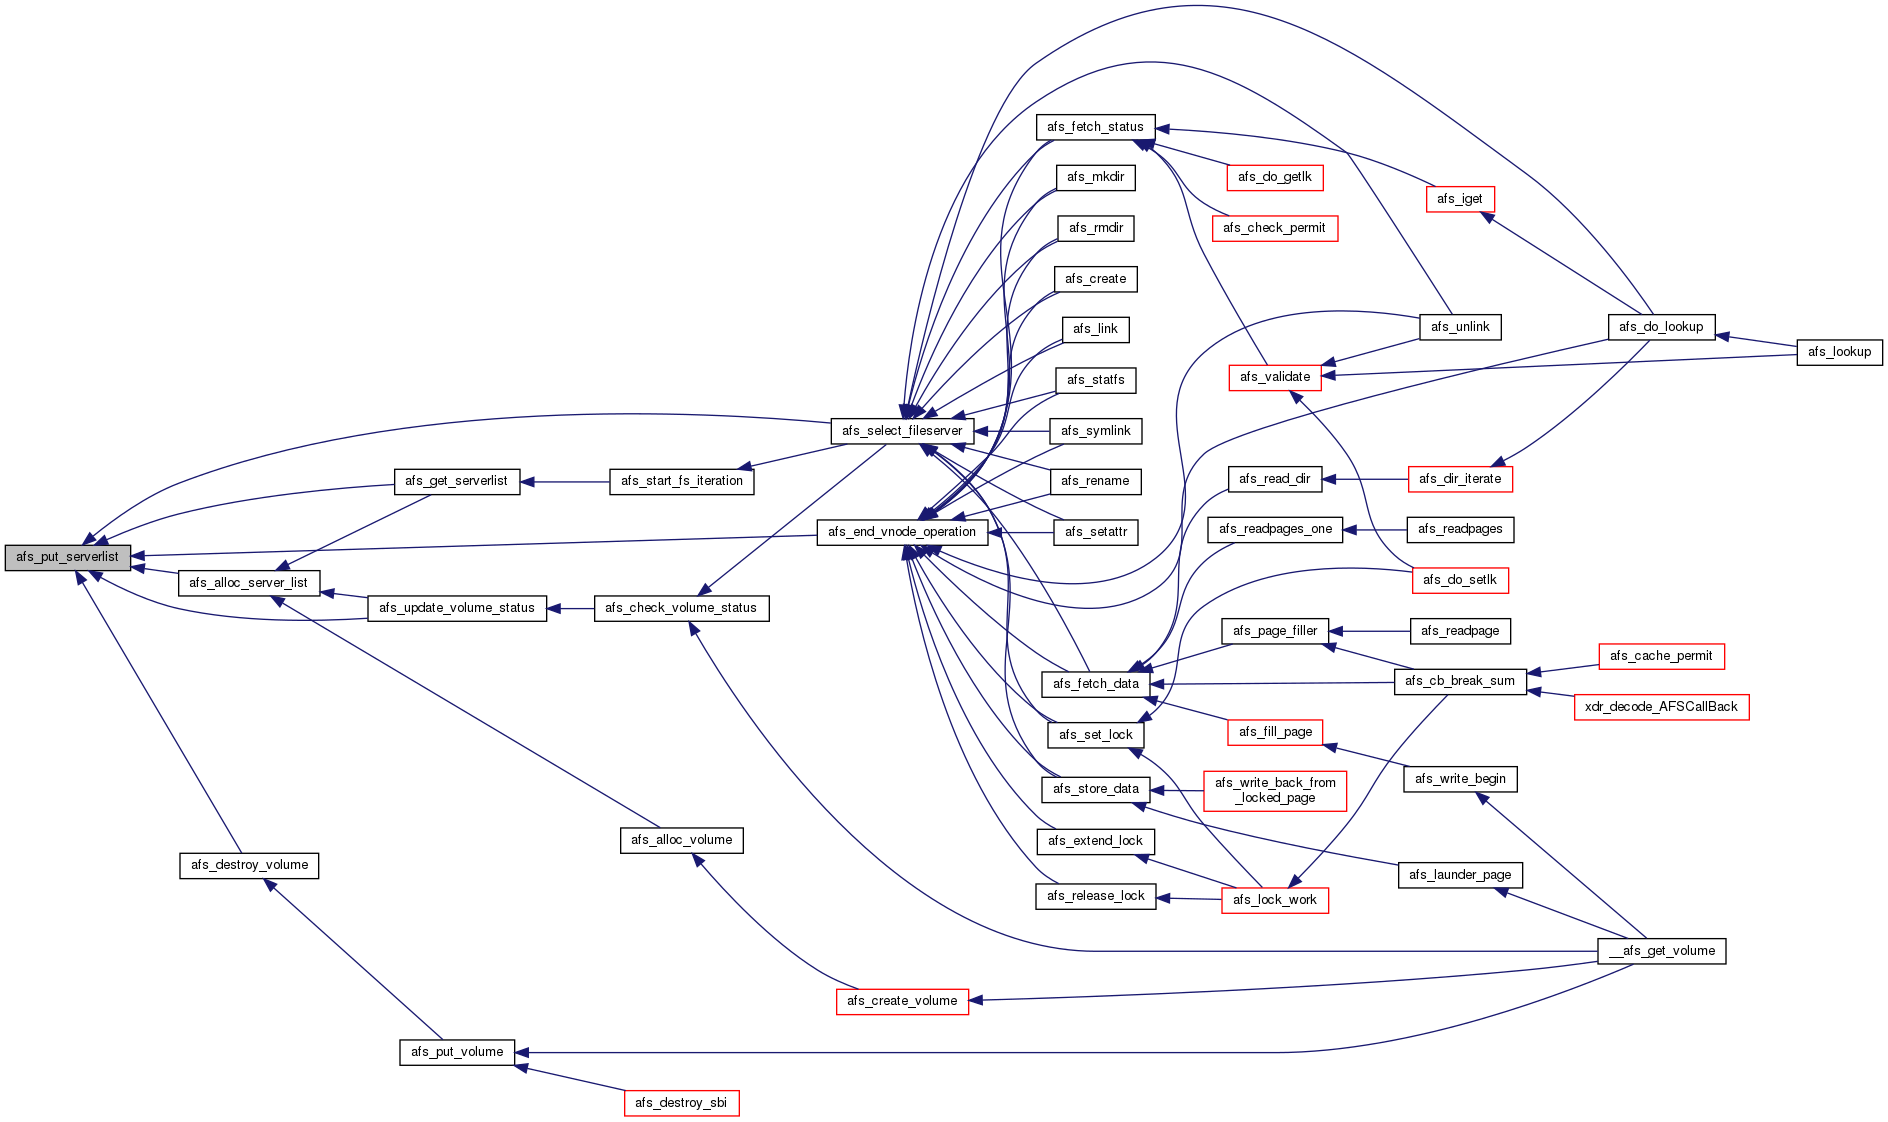 afs_put_serverlist
afs_alloc_server_list
afs_destroy_volume
afs_get_serverlist
afs_update_volume_status
afs_put_volume
afs_start_fs_iteration
afs_check_volume_status
afs_alloc_volume
afs_destroy_sbi
afs_select_fileserver
afs_end_vnode_operation
afs_create_volume
afs_fetch_status
afs_mkdir
afs_rmdir
afs_create
afs_link
afs_statfs
afs_symlink
afs_rename
afs_setattr
afs_fetch_data
afs_set_lock
afs_store_data
afs_extend_lock
afs_release_lock
afs_do_getlk
afs_check_permit
afs_validate
afs_read_dir
afs_readpages_one
afs_page_filler
afs_fill_page
afs_write_back_from
_locked_page
afs_lock_work
afs_iget
afs_unlink
afs_dir_iterate
afs_readpages
afs_do_setlk
afs_readpage
afs_cb_break_sum
afs_write_begin
afs_launder_page
afs_do_lookup
afs_cache_permit
xdr_decode_AFSCallBack
__afs_get_volume
afs_lookup